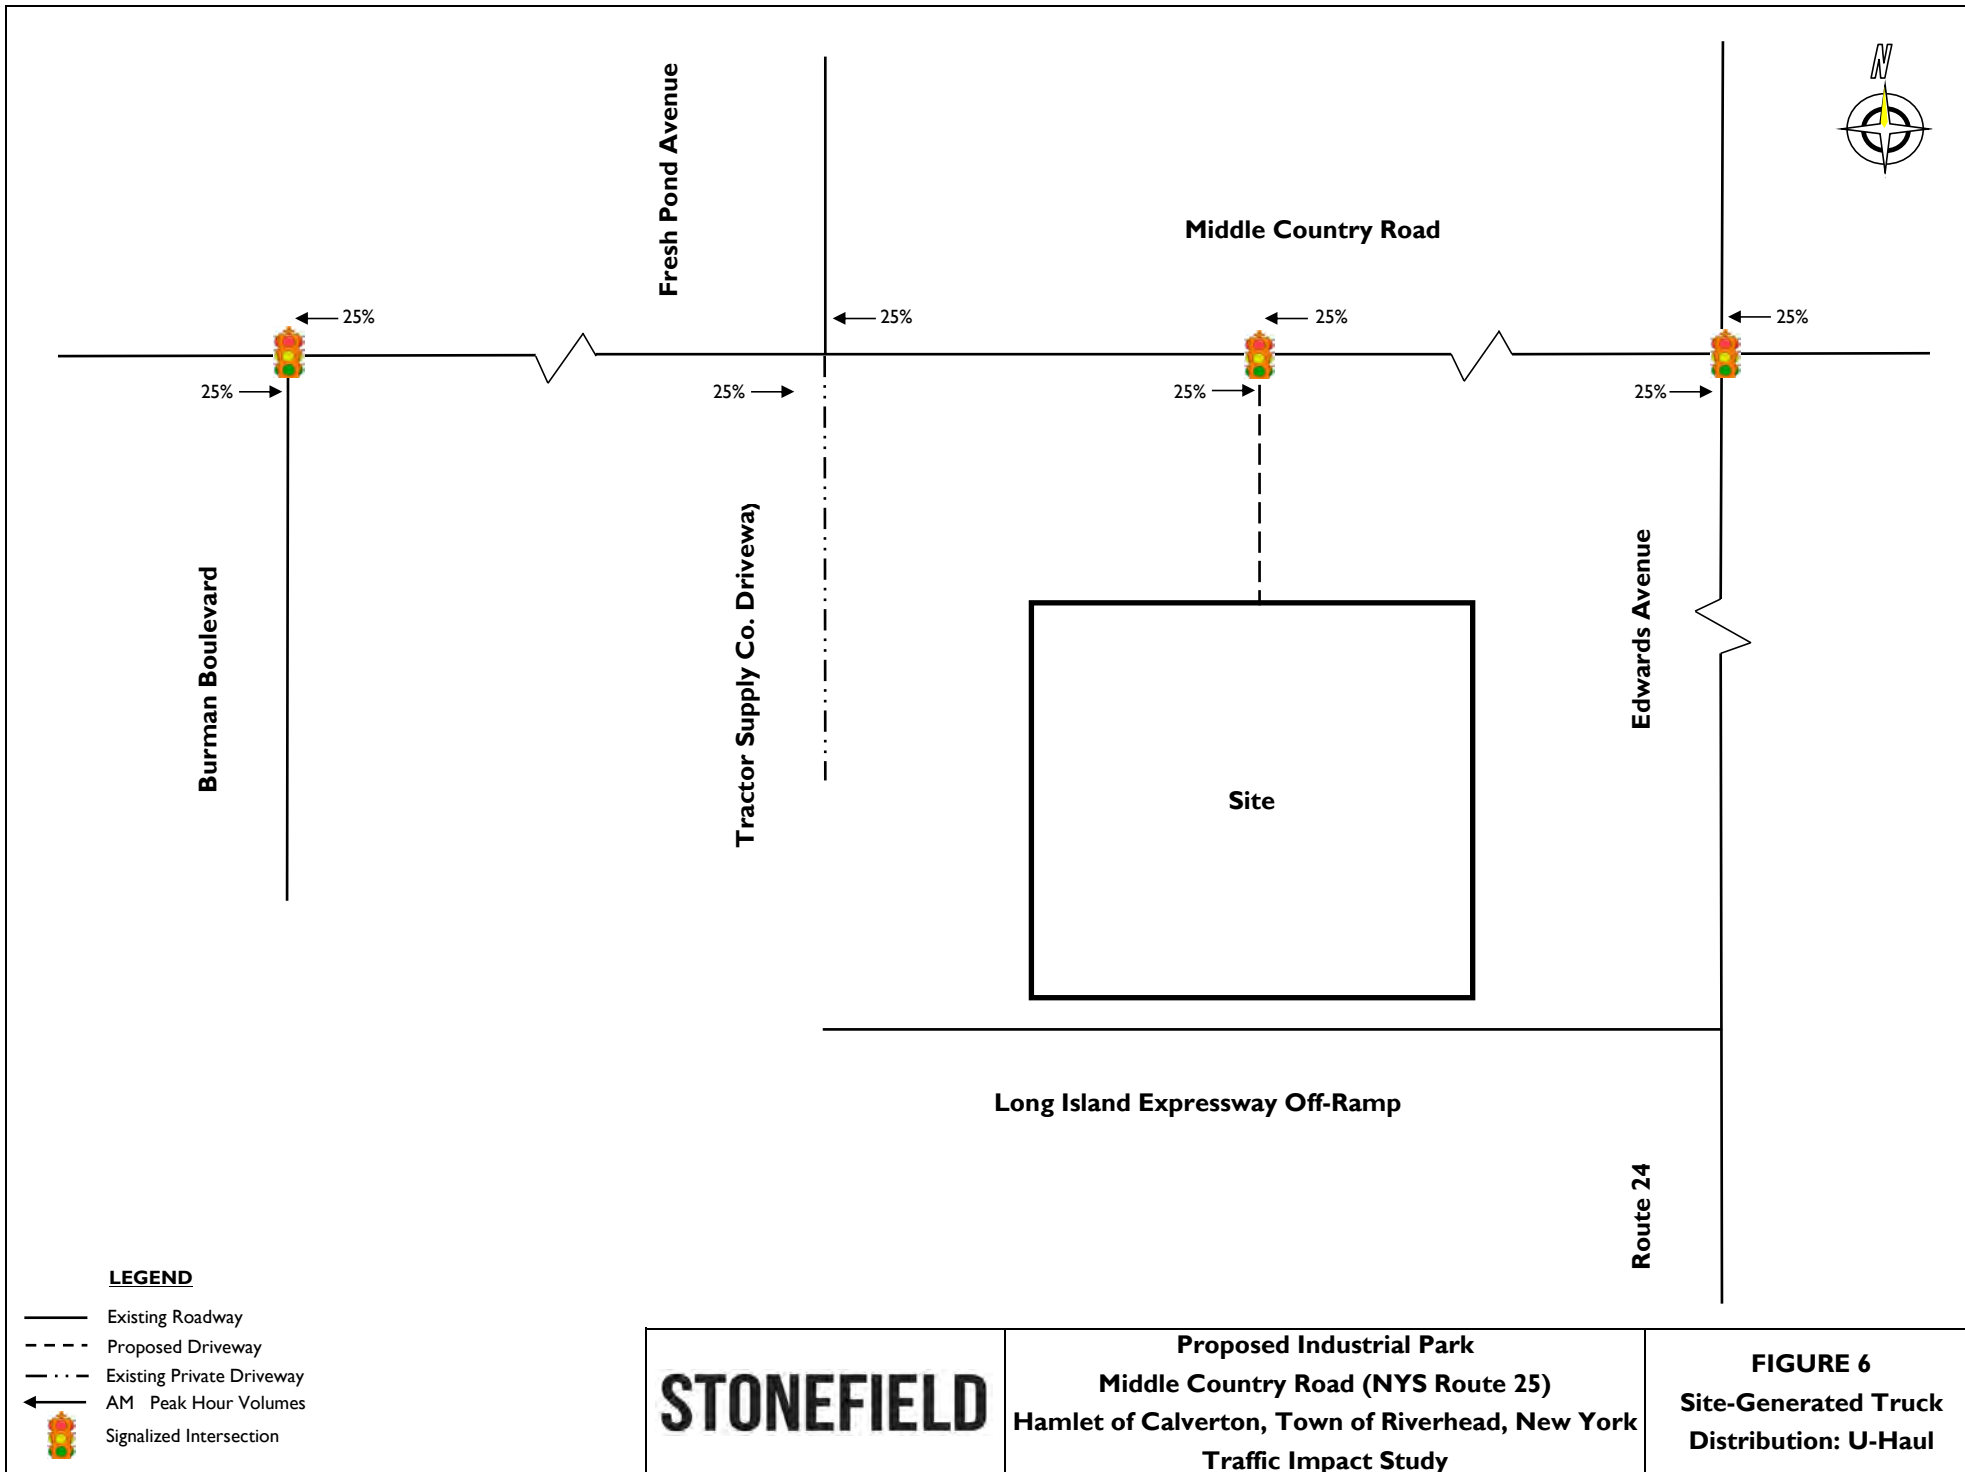 N
Fresh Pond Avenue
Middle Country Road
25%
25%
25%
25%
25%
25%
25%
25%
Burman Boulevard
Tractor Supply Co. Driveway
Edwards Avenue
Site
Long Island Expressway Off-Ramp
Route 24
LEGEND
Existing Roadway
Proposed Driveway
Existing Private Driveway
AM Peak Hour Volumes
Signalized Intersection
STONEFIELD
Proposed Industrial Park
Middle Country Road (NYS Route 25)
Hamlet of Calverton, Town of Riverhead, New York
Traffic Impact Study
FIGURE 6
Site-Generated Truck
Distribution: U-Haul